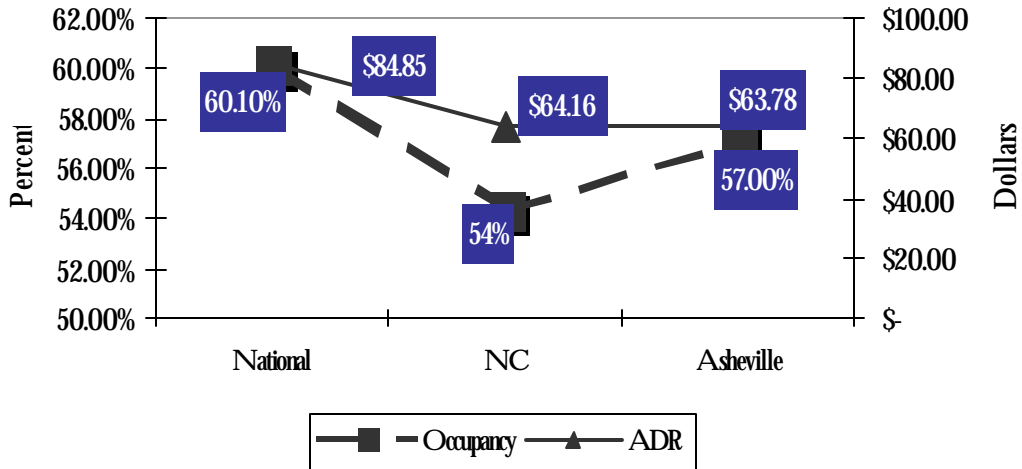 62.00%
60.00%
58.00%
56.00%
54.00%
52.00%
50.00%
Percent
$100.00
$80.00
$60.00
$40.00
$20.00
$-
Dollars
60.10%
$84.85
$64.16
$63.78
54%
57.00%
National
NC
Asheville
Occupancy
ADR